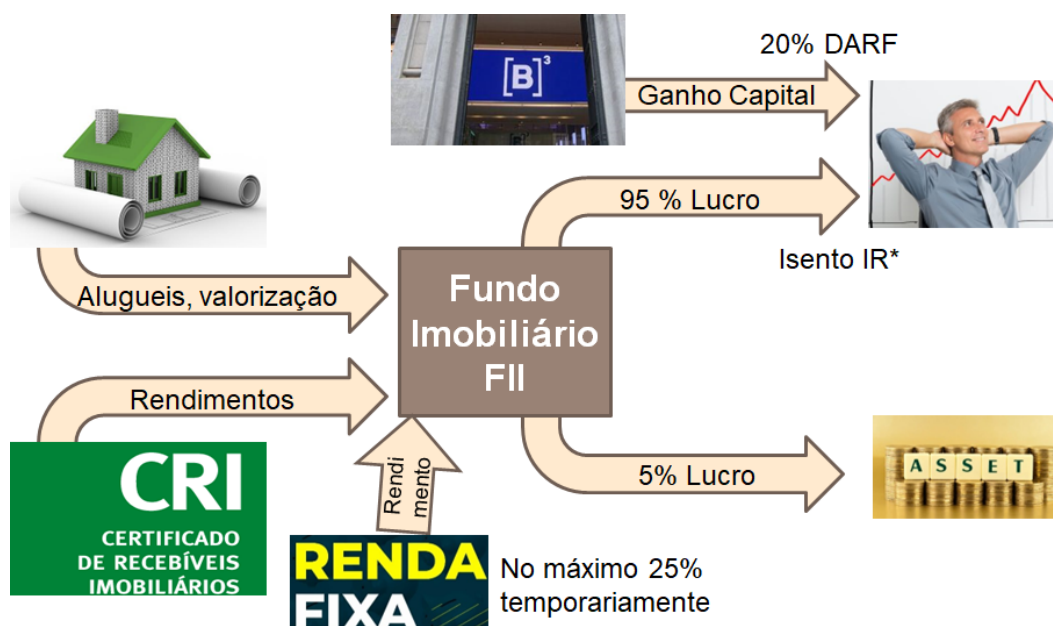 20% DARF
[B]³
Ganho Capital
95 % Lucro
Isento IR*
Alugueis, valorização
Fundo
Imobiliário
FII
Rendimentos
Rendi
mento
5% Lucro
ASSET
CRI
CERTIFICADO
DE RECEBÍVEIS
IMOBILIÁRIOS
RENDA
FIXA
No máximo 25%
temporariamente